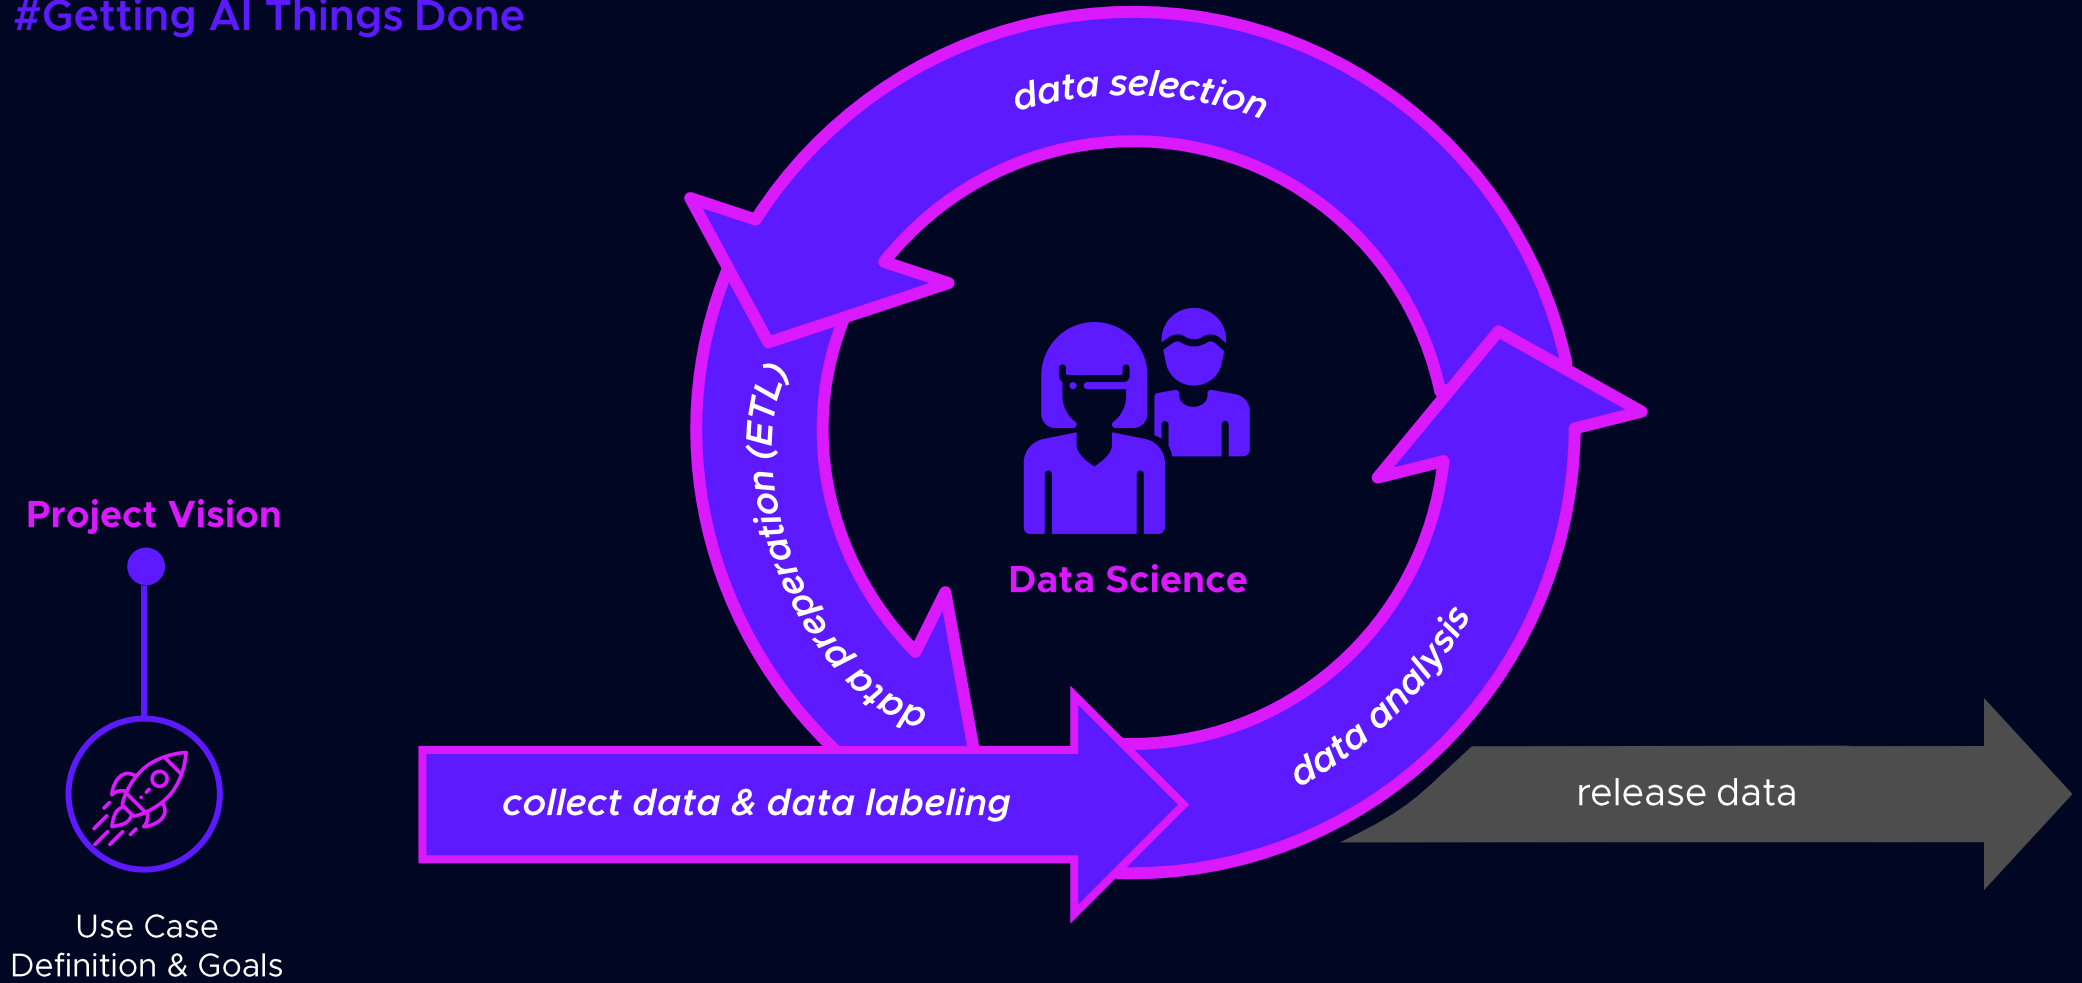 #Getting AI Things Done
data selection
data preperation (ETL)
Data Science
data analysis
Project Vision
collect data & data labeling
release data
Use Case
Definition & Goals